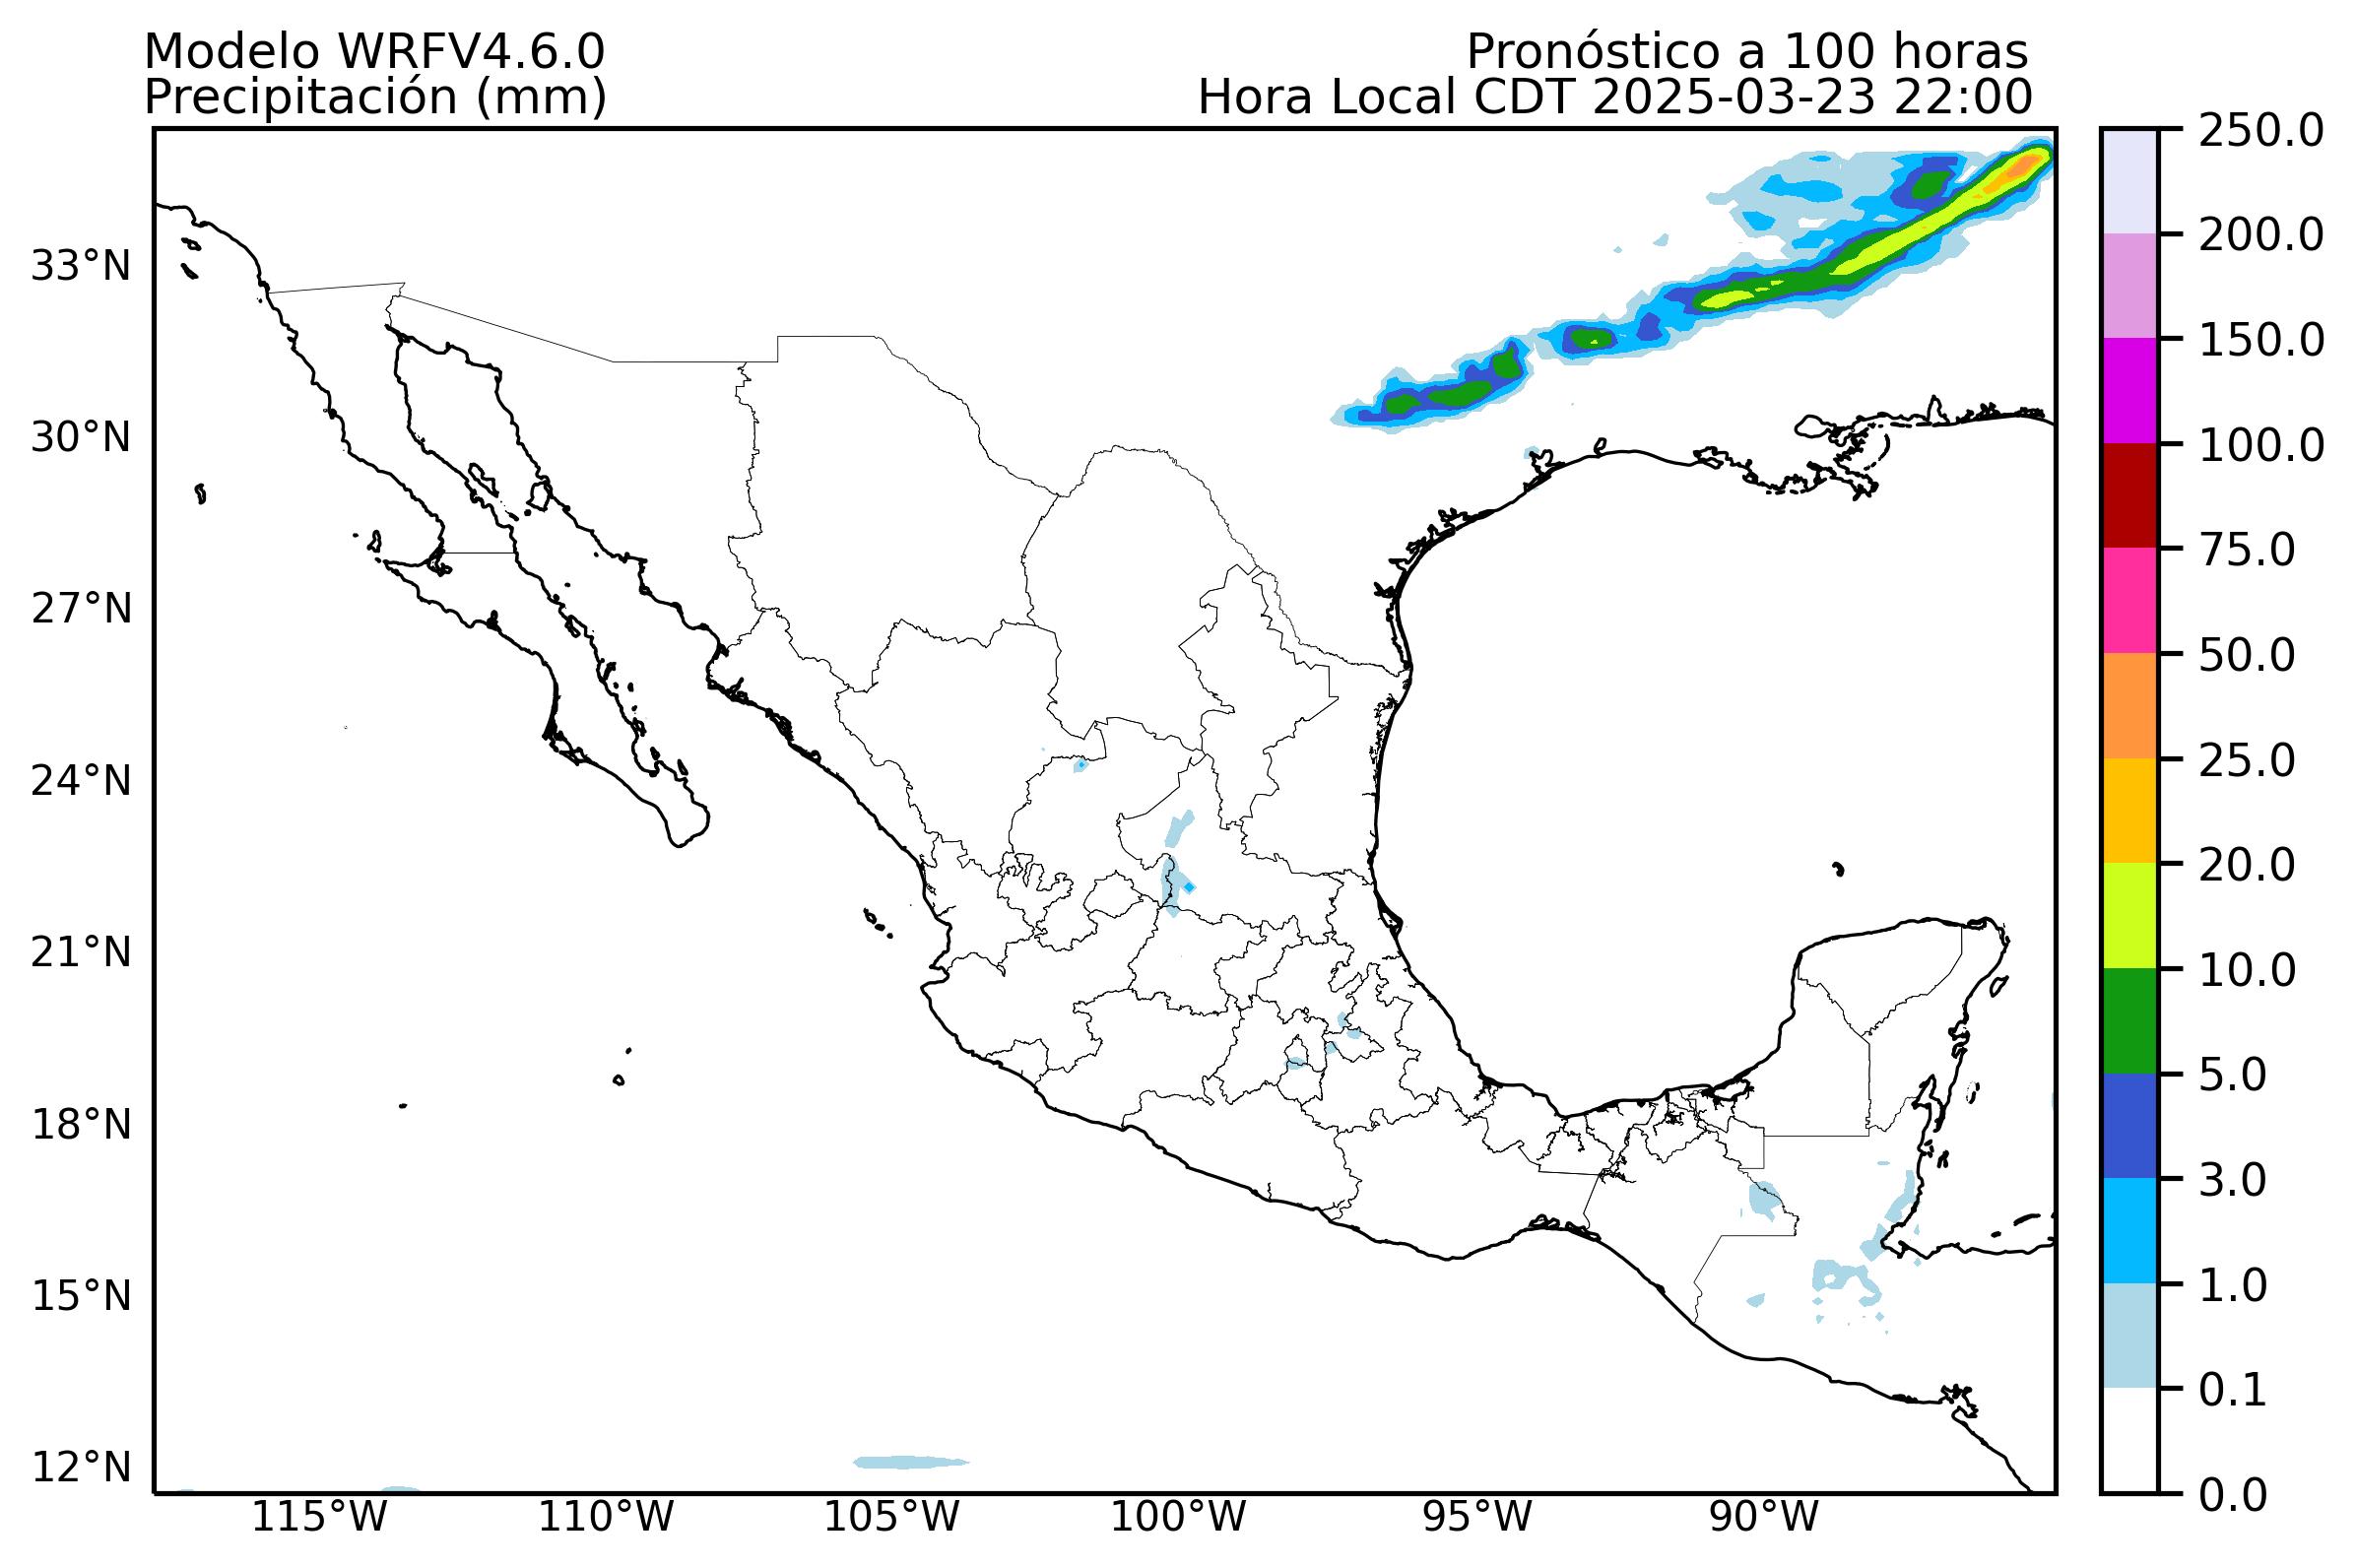 Modelo WRFV4.6.0
Precipitación (mm)
Pronóstico a 100 horas
Hora Local CDT 2025-03-23 22:00
33°N
30°N
27°N
24°N
21°N
18°N
15°N
12°N
115°W
110°W
105°W
100°W
95°W
90°W
250.0
200.0
150.0
100.0
75.0
50.0
25.0
20.0
10.0
5.0
3.0
1.0
0.1
0.0